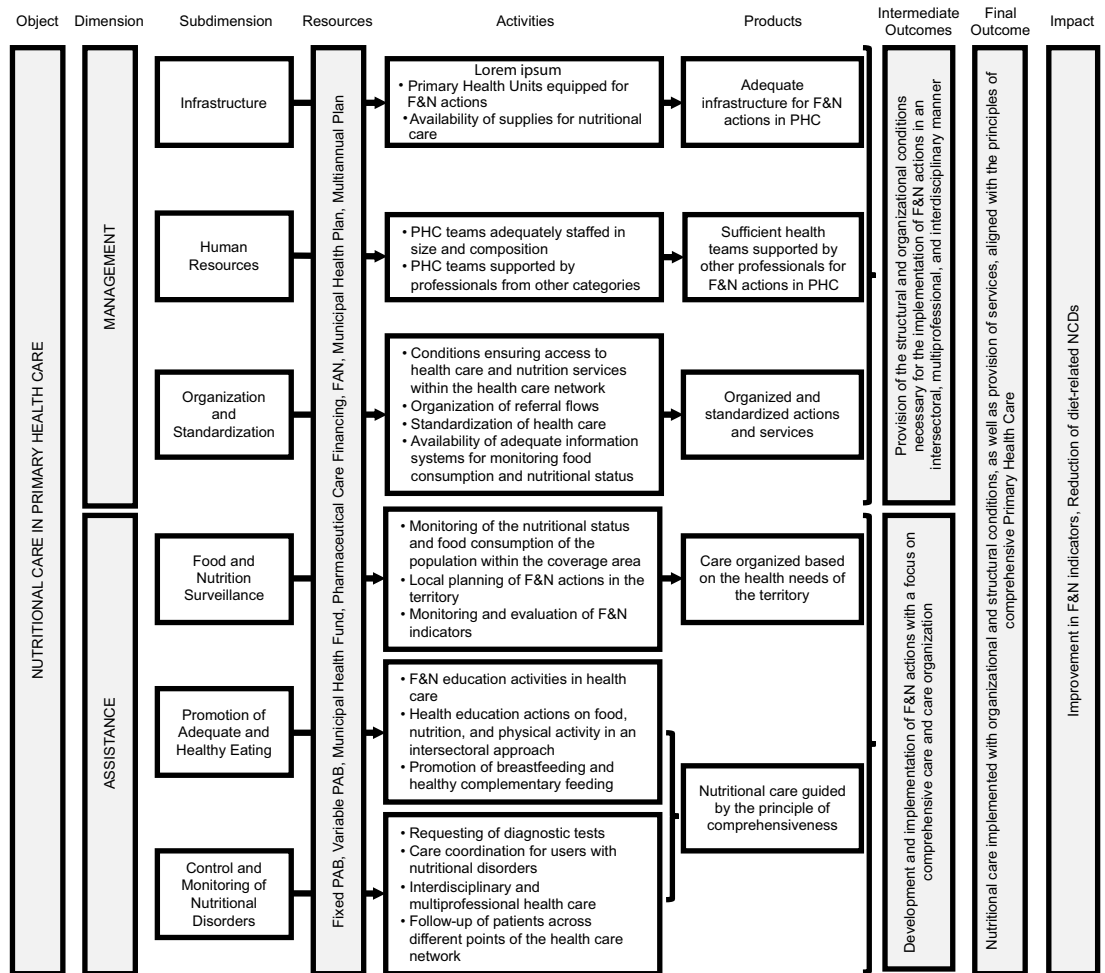 Object
Dimension
Subdimension
Resources
Activities
Products
Intermediate
Outcomes
Final
Outcome
Impact
NUTRITIONAL CARE IN PRIMARY HEALTH CARE
MANAGEMENT
Infrastructure
Fixed PAB, Variable PAB, Municipal Health Fund, Pharmaceutical Care Financing, FAN, Municipal Health Plan, Multiannual Plan
Lorem ipsum
• Primary Health Units equipped for
F&N actions
• Availability of supplies for nutritional
care
Adequate
infrastructure for F&N
actions in PHC
Human
Resources
• PHC teams adequately staffed in
size and composition
• PHC teams supported by
professionals from other categories
Sufficient health
teams supported by
other professionals for
F&N actions in PHC
Organization
and
Standardization
• Conditions ensuring access to
health care and nutrition services
within the health care network
• Organization of referral flows
• Standardization of health care
• Availability of adequate information
systems for monitoring food
consumption and nutritional status
Organized and
standardized actions
and services
Provision of the structural and organizational conditions
necessary for the implementation of F&N actions in an
intersectoral, multiprofessional, and interdisciplinary manner
ASSISTANCE
Food and
Nutrition
Surveillance
• Monitoring of the nutritional status
and food consumption of the
population within the coverage area
• Local planning of F&N actions in the
territory
• Monitoring and evaluation of F&N
indicators
Care organized based
on the health needs of
the territory
Promotion of
Adequate and
Healthy Eating
• F&N education activities in health
care
• Health education actions on food,
nutrition, and physical activity in an
intersectoral approach
• Promotion of breastfeeding and
healthy complementary feeding
Control and
Monitoring of
Nutritional
Disorders
• Requesting of diagnostic tests
• Care coordination for users with
nutritional disorders
• Interdisciplinary and
multiprofessional health care
• Follow-up of patients across
different points of the health care
network
Nutritional care guided
by the principle of
comprehensiveness
Development and implementation of F&N actions with a focus on
comprehensive care and care organization
Nutritional care implemented with organizational and structural conditions, as well as provision of services, aligned with the principles of
comprehensive Primary Health Care
Improvement in F&N indicators, Reduction of diet-related NCDs